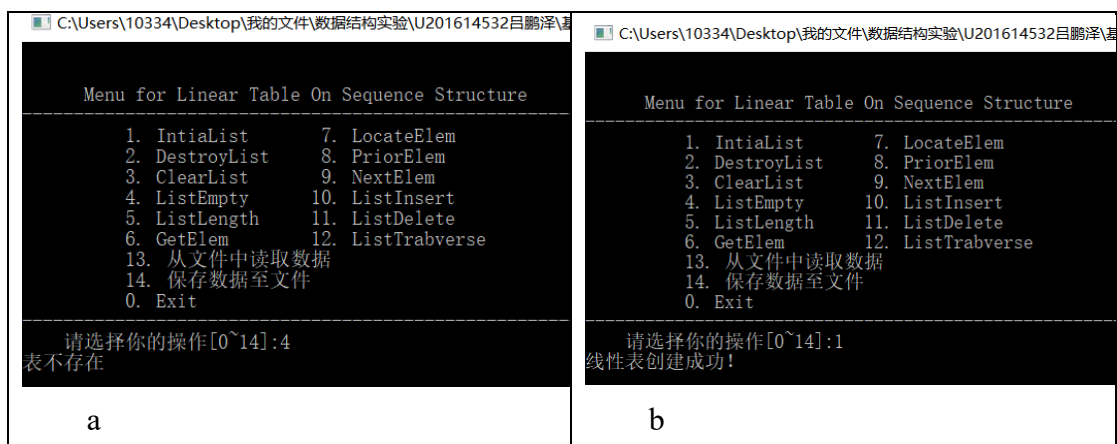 C:\Users\10334\Desktop\我的文件\数据结构实验\U201614532吕鹏泽\基
Menu for Linear Table On Sequence Structure
1. IntiaList 7. LocateElem
2. DestroyList 8. PriorElem
3. ClearList 9. NextElem
4. ListEmpty 10. ListInsert
5. ListLength 11. ListDelete
6. GetElem 12. ListTrabverse
13. 从文件中读取数据
14. 保存数据至文件
0. Exit
请选择你的操作[0~14]:4
表不存在
a
C:\Users\10334\Desktop\我的文件\数据结构实验\U201614532吕鹏泽\基
Menu for Linear Table On Sequence Structure
1. IntiaList 7. LocateElem
2. DestroyList 8. PriorElem
3. ClearList 9. NextElem
4. ListEmpty 10. ListInsert
5. ListLength 11. ListDelete
6. GetElem 12. ListTrabverse
13. 从文件中读取数据
14. 保存数据至文件
0. Exit
请选择你的操作[0~14]:1
线性表创建成功!
b